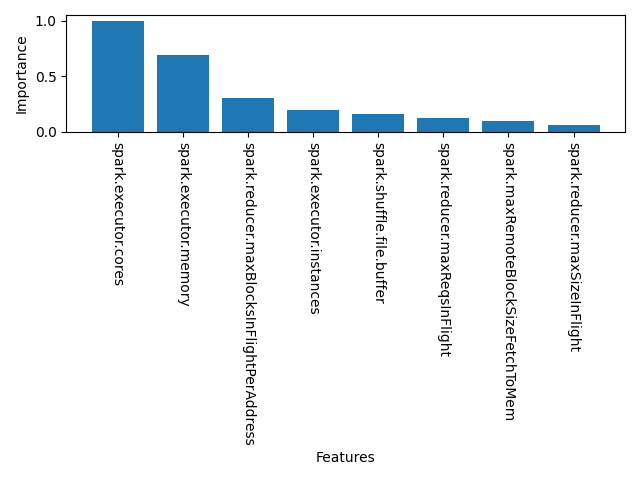 Importance
1.0
0.5
0.0
spark.executor.cores
spark.executor.memory
spark.reducer.maxBlocksInFlightPerAddress
spark.executor.instances
spark.shuffle.file.buffer
spark.reducer.maxReqsInFlight
spark.maxRemoteBlockSizeFetchToMem
spark.reducer.maxSizeInFlight
Features